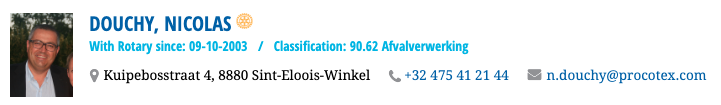 DOUCHY, NICOLAS
With Rotary since: 09-10-2003 / Classification: 90.62 Afvalverwerking
Kuipebosstraat 4, 8880 Sint-Eloois-Winkel +32 475 41 21 44 n.douchy@procotex.com